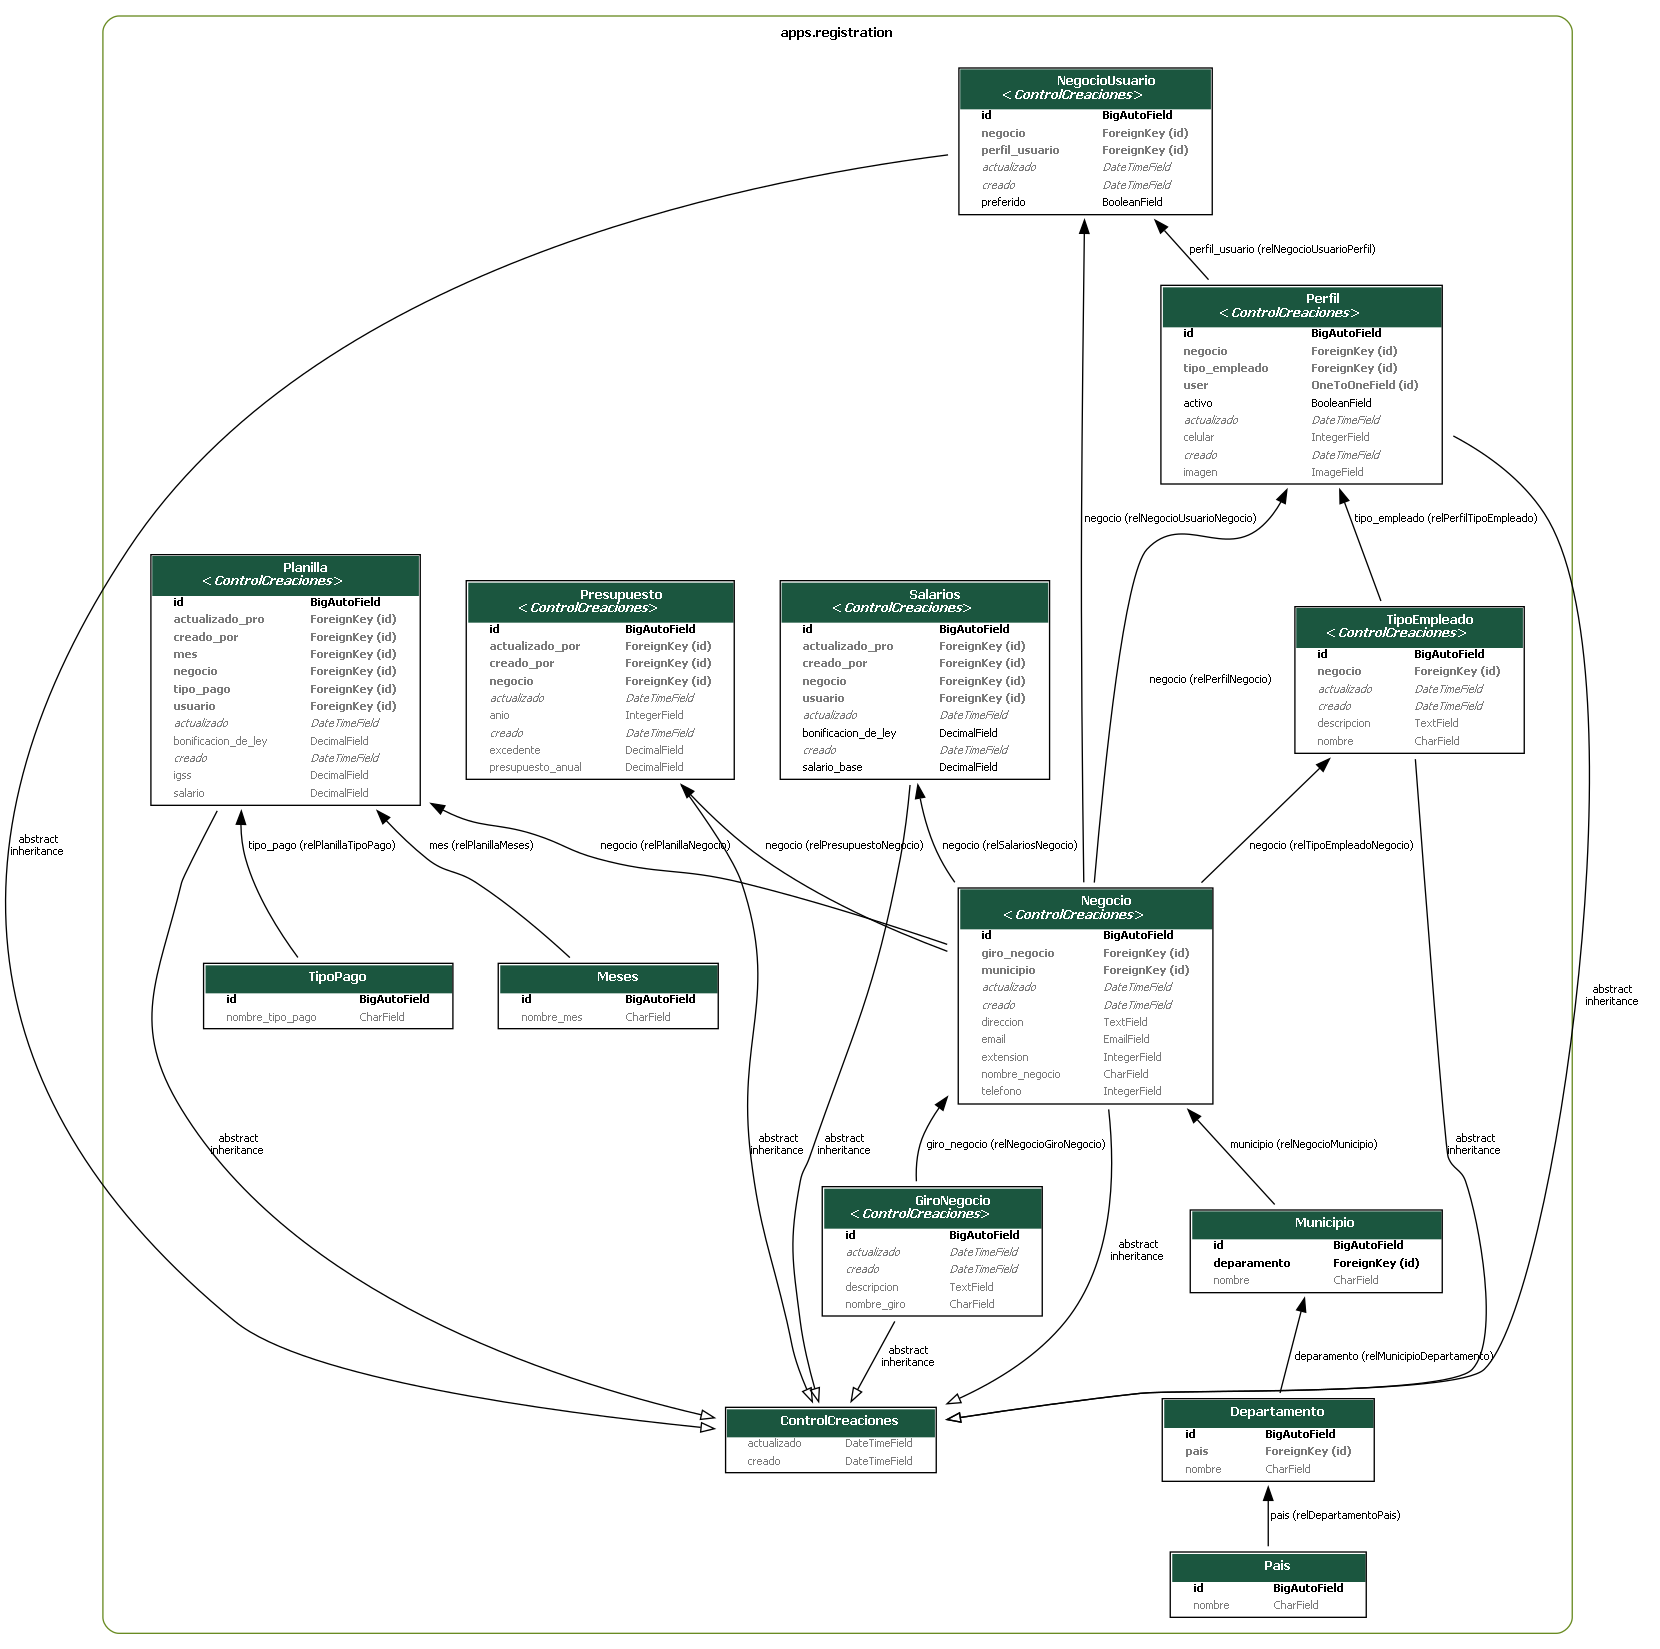 apps.registration
NegocioUsuario
<ControlCreaciones>
id BigAutoField
negocio ForeignKey (id)
perfil_usuario ForeignKey (id)
actualizado DateTimeField
creado DateTimeField
preferido BooleanField
perfil_usuario (relNegocioUsuarioPerfil)
Perfil
<ControlCreaciones>
id BigAutoField
negocio ForeignKey (id)
tipo_empleado ForeignKey (id)
user OneToOneField (id)
activo BooleanField
actualizado DateTimeField
celular IntegerField
creado DateTimeField
imagen ImageField
negocio (relNegocioUsuarioNegocio)
tipo_empleado (relPerfilTipoEmpleado)
Planilla
<ControlCreaciones>
id BigAutoField
actualizado_pro ForeignKey (id)
creado_por ForeignKey (id)
mes ForeignKey (id)
negocio ForeignKey (id)
tipo_pago ForeignKey (id)
usuario ForeignKey (id)
actualizado DateTimeField
bonificacion_de_ley DecimalField
creado DateTimeField
igss DecimalField
salario DecimalField
Presupuesto
<ControlCreaciones>
id BigAutoField
actualizado_por ForeignKey (id)
creado_por ForeignKey (id)
negocio ForeignKey (id)
actualizado DateTimeField
anio IntegerField
creado DateTimeField
excedente DecimalField
presupuesto_anual DecimalField
Salarios
<ControlCreaciones>
id BigAutoField
actualizado_pro ForeignKey (id)
creado_por ForeignKey (id)
negocio ForeignKey (id)
usuario ForeignKey (id)
actualizado DateTimeField
bonificacion_de_ley DecimalField
creado DateTimeField
salario_base DecimalField
negocio (relPerfilNegocio)
TipoEmpleado
<ControlCreaciones>
id BigAutoField
negocio ForeignKey (id)
actualizado DateTimeField
creado DateTimeField
descripcion TextField
nombre CharField
abstract
inheritance
tipo_pago (relPlanillaTipoPago)
mes (relPlanillaMeses)
negocio (relPlanillaNegocio)
negocio (relPresupuestoNegocio)
negocio (relSalariosNegocio)
negocio (relTipoEmpleadoNegocio)
TipoPago
id BigAutoField
nombre_tipo_pago CharField
Meses
id BigAutoField
nombre_mes CharField
Negocio
<ControlCreaciones>
id BigAutoField
giro_negocio ForeignKey (id)
municipio ForeignKey (id)
actualizado DateTimeField
creado DateTimeField
direccion TextField
email EmailField
extension IntegerField
nombre_negocio CharField
telefono IntegerField
abstract
inheritance
abstract
inheritance
abstract
inheritance
abstract
inheritance
giro_negocio (relNegocioGiroNegocio)
municipio (relNegocioMunicipio)
abstract
inheritance
GiroNegocio
<ControlCreaciones>
id BigAutoField
actualizado DateTimeField
creado DateTimeField
descripcion TextField
nombre_giro CharField
abstract
inheritance
Municipio
id BigAutoField
deparamento ForeignKey (id)
nombre CharField
abstract
inheritance
deparamento (relMunicipioDepartamento)
ControlCreaciones
actualizado DateTimeField
creado DateTimeField
Departamento
id BigAutoField
pais ForeignKey (id)
nombre CharField
pais (relDepartamentoPais)
Pais
id BigAutoField
nombre CharField